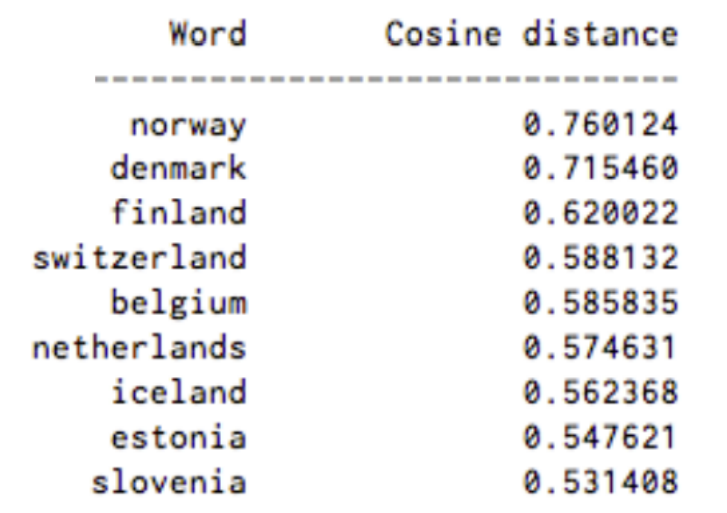 Word Cosine distance
------------------------------
norway 0.760124
denmark 0.715460
finland 0.620022
switzerland 0.588132
belgium 0.585835
netherlands 0.574631
iceland 0.562368
estonia 0.547621
slovenia 0.531408